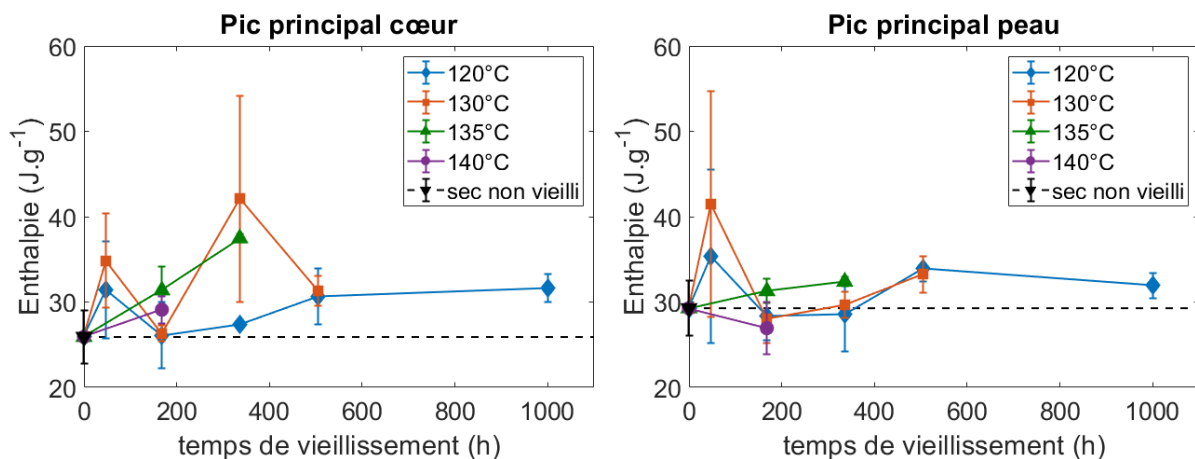 Pic principal cœur
60
50
40
30
20
Enthalpie (J.g⁻¹)
0 200 400 600 800 1000
temps de vieillissement (h)
120°C
130°C
135°C
140°C
sec non vieilli
Pic principal peau
60
50
40
30
20
Enthalpie (J.g⁻¹)
0 200 400 600 800 1000
temps de vieillissement (h)
120°C
130°C
135°C
140°C
sec non vieilli